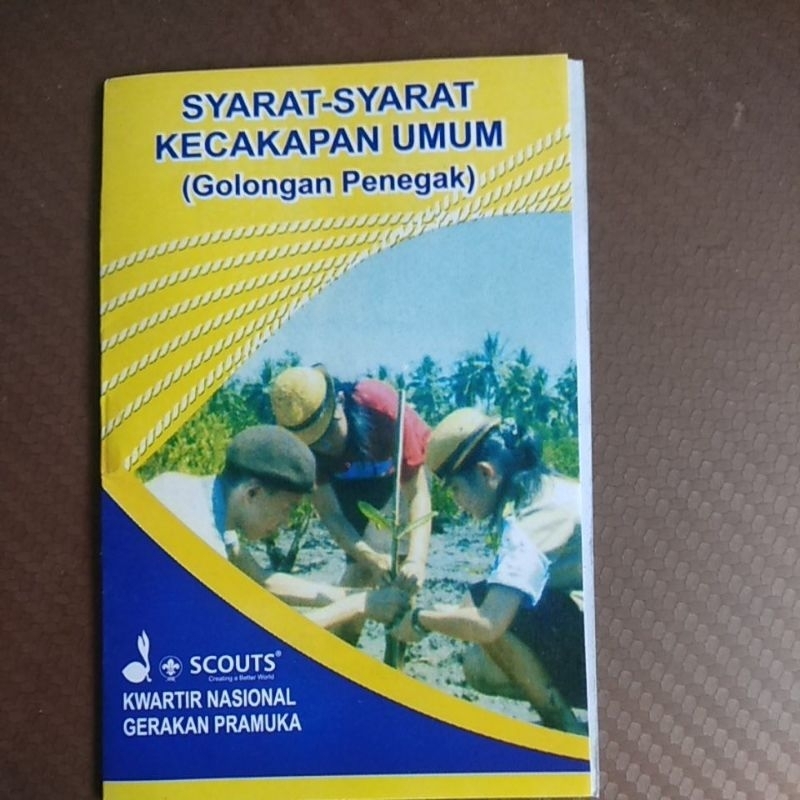 SYARAT-SYARAT
KECAKAPAN UMUM
(Golongan Penegak)
SCOUTS®
Creating a Better World
KWARTIR NASIONAL
GERAKAN PRAMUKA